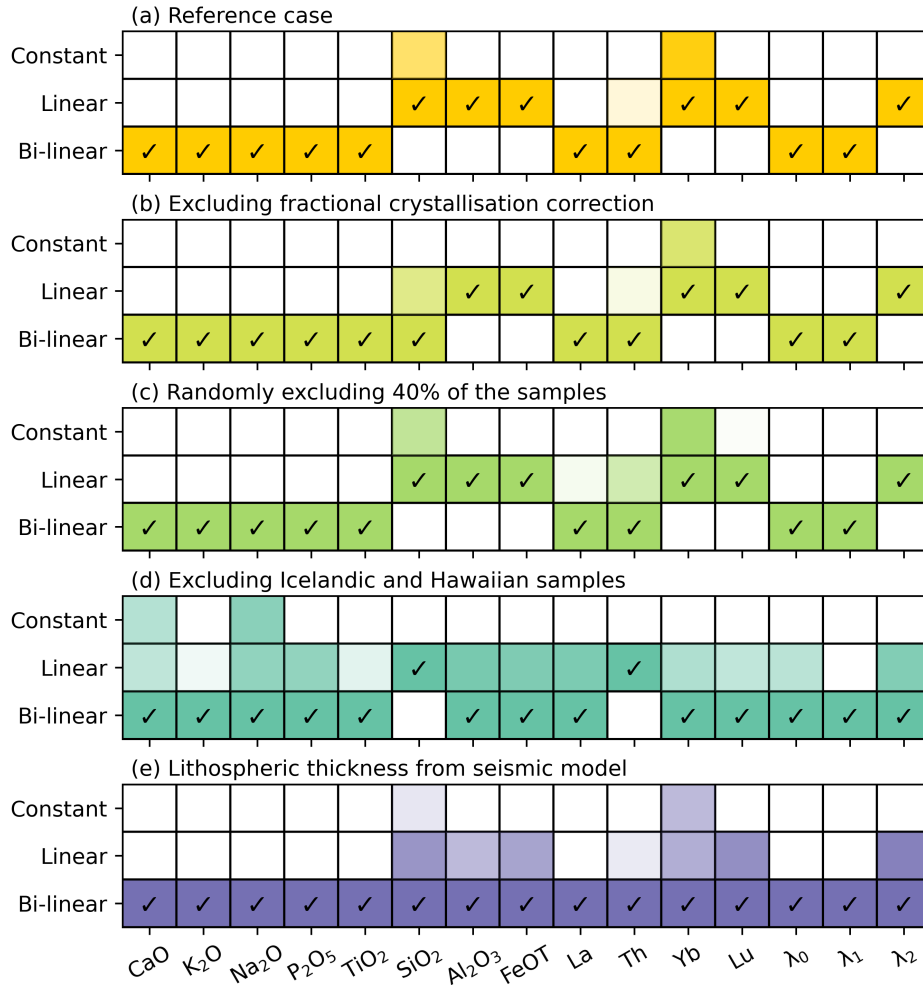 (a) Reference case
Constant
Linear ✓ ✓ ✓ ✓ ✓ ✓
Bi-linear ✓ ✓ ✓ ✓ ✓ ✓ ✓ ✓ ✓
(b) Excluding fractional crystallisation correction
Constant
Linear ✓ ✓ ✓ ✓ ✓
Bi-linear ✓ ✓ ✓ ✓ ✓ ✓ ✓ ✓ ✓ ✓
(c) Randomly excluding 40% of the samples
Constant
Linear ✓ ✓ ✓ ✓ ✓ ✓
Bi-linear ✓ ✓ ✓ ✓ ✓ ✓ ✓ ✓ ✓
(d) Excluding Icelandic and Hawaiian samples
Constant
Linear ✓ ✓
Bi-linear ✓ ✓ ✓ ✓ ✓ ✓ ✓ ✓ ✓ ✓ ✓ ✓ ✓
(e) Lithospheric thickness from seismic model
Constant
Linear
Bi-linear ✓ ✓ ✓ ✓ ✓ ✓ ✓ ✓ ✓ ✓ ✓ ✓ ✓ ✓ ✓
CaO K₂O Na₂O P₂O₅ TiO₂ SiO₂ Al₂O₃ FeOT La Th Yb Lu λ₀ λ₁ λ₂